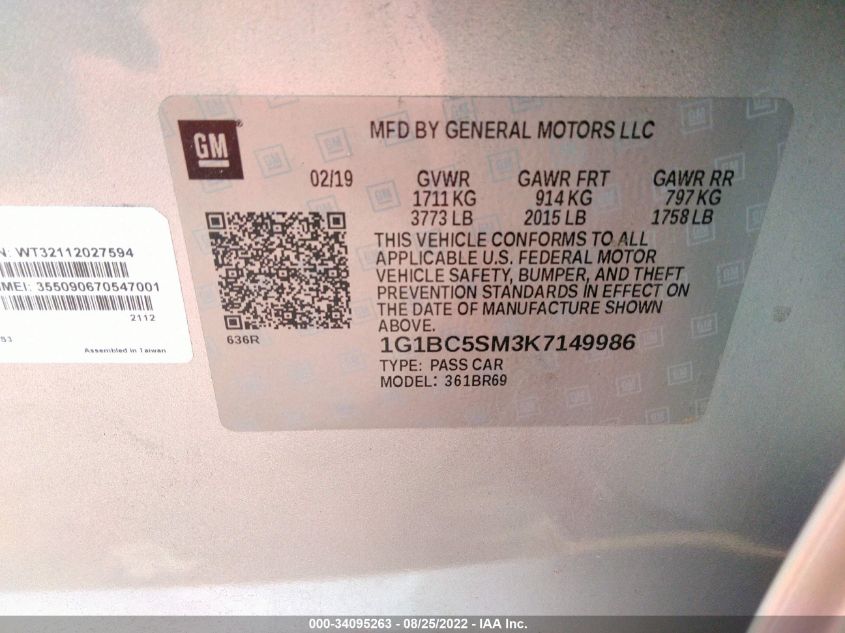 GM
MFD BY GENERAL MOTORS LLC
02/19 GVWR GAWR FRT GAWR RR
1711 KG 914 KG 797 KG
3773 LB 2015 LB 1758 LB
THIS VEHICLE CONFORMS TO ALL
APPLICABLE U.S. FEDERAL MOTOR
VEHICLE SAFETY, BUMPER, AND THEFT
PREVENTION STANDARDS IN EFFECT ON
THE DATE OF MANUFACTURE SHOWN
ABOVE.
636R
1G1BC5SM3K7149986
TYPE: PASS CAR
MODEL: 361BR69
N: WT32112027594
MEI: 355090670547001
2112
Assembled in Taiwan
000-34095263 - 08/25/2022 - IAA Inc.